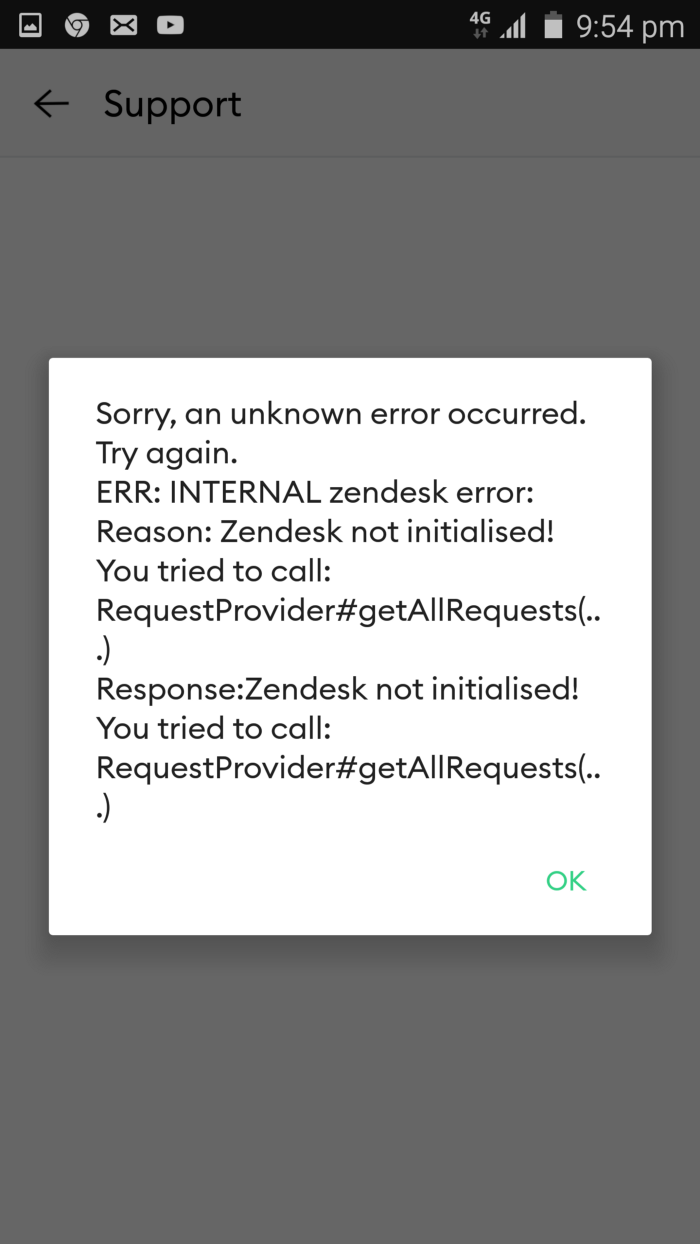 4G 9:54 pm
Support
Sorry, an unknown error occurred.
Try again.
ERR: INTERNAL zendesk error:
Reason: Zendesk not initialised!
You tried to call:
RequestProvider#getAllRequests(..
.)
Response:Zendesk not initialised!
You tried to call:
RequestProvider#getAllRequests(..
.)
OK